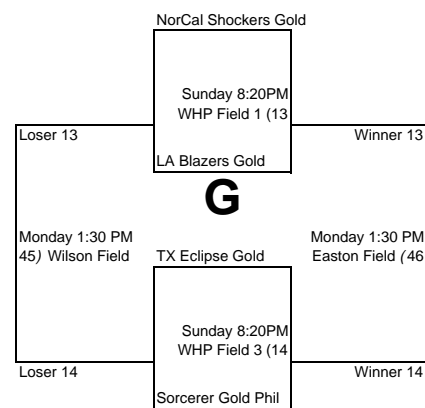 NorCal Shockers Gold
Sunday 8:20PM
WHP Field 1 (13
Loser 13
Winner 13
LA Blazers Gold
G
Monday 1:30 PM
45) Wilson Field
TX Eclipse Gold
Monday 1:30 PM
Easton Field (46
Sunday 8:20PM
WHP Field 3 (14
Loser 14
Winner 14
Sorcerer Gold Phil